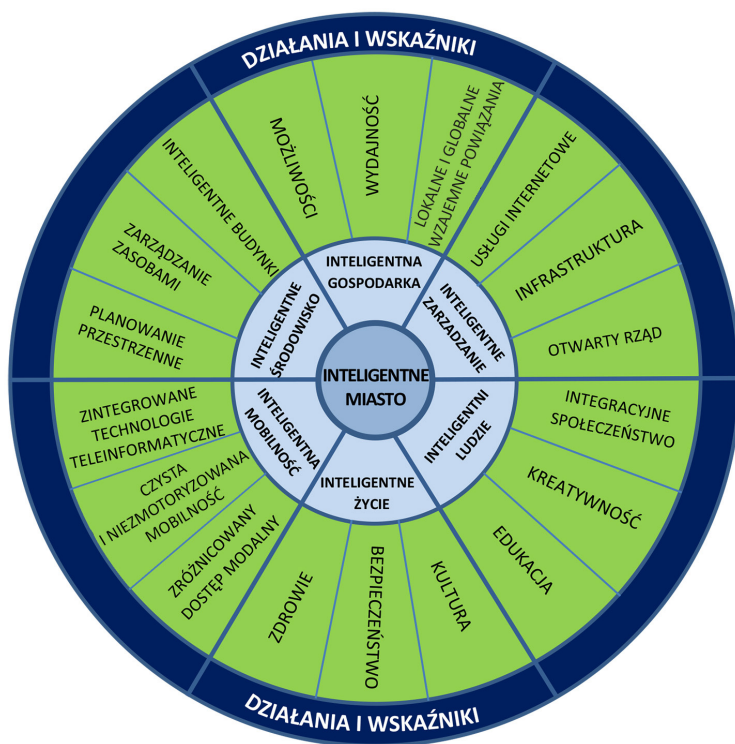 DZIAŁANIA I WSKAŹNIKI
MOŻLIWOŚCI
WYDAJNOŚĆ
LOKALNE I GLOBALNE
WZAJEMNE POWIĄZANIA
USŁUGI INTERNETOWE
INFRASTRUKTURA
OTWARTY RZĄD
INTEGRACYJNE
SPOŁECZEŃSTWO
KREATYWNOŚĆ
EDUKACJA
KULTURA
BEZPIECZEŃSTWO
ZDROWIE
ZRÓŻNICOWANY
DOSTĘP MODALNY
CZYSTA
I NIEZMOTORYZOWANA
MOBILNOŚĆ
ZINTEGROWANE
TECHNOLOGIE
TELEINFORMATYCZNE
PLANOWANIE
PRZESTRZENNE
ZARZĄDZANIE
ZASOBAMI
INTELIGENTNE BUDYNKI
INTELIGENTNA
GOSPODARKA
INTELIGENTNE
ZARZĄDZANIE
INTELIGENTNI
LUDZIE
INTELIGENTNE
ŻYCIE
INTELIGENTNA
MOBILNOŚĆ
INTELIGENTNE
ŚRODOWISKO
INTELIGENTNE
MIASTO
DZIAŁANIA I WSKAŹNIKI